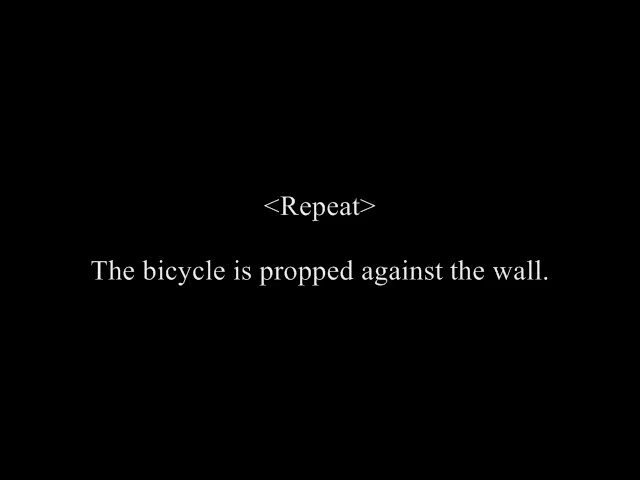 <Repeat>
The bicycle is propped against the wall.